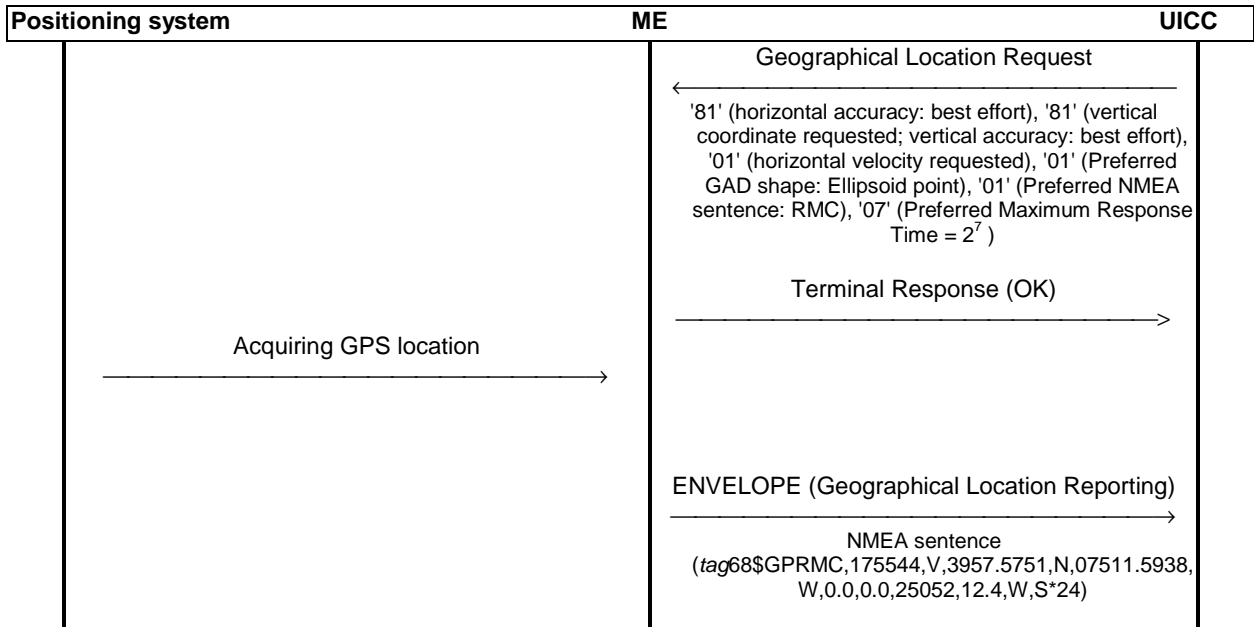 Positioning system ME UICC
Geographical Location Request
'81' (horizontal accuracy: best effort), '81' (vertical
coordinate requested; vertical accuracy: best effort),
'01' (horizontal velocity requested), '01' (Preferred
GAD shape: Ellipsoid point), '01' (Preferred NMEA
sentence: RMC), '07' (Preferred Maximum Response
Time = 2⁷ )
Terminal Response (OK)
Acquiring GPS location
ENVELOPE (Geographical Location Reporting)
NMEA sentence
(tag68$GPRMC,175544,V,3957.5751,N,07511.5938,
W,0.0,0.0,25052,12.4,W,S*24)